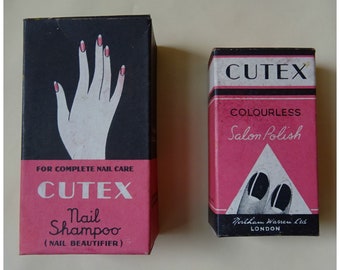 FOR COMPLETE NAIL CARE
CUTEX
Nail
Shampoo
(NAIL BEAUTIFIER)
CUTEX
COLOURLESS
Salon Polish
Northam Warren Ltd
LONDON